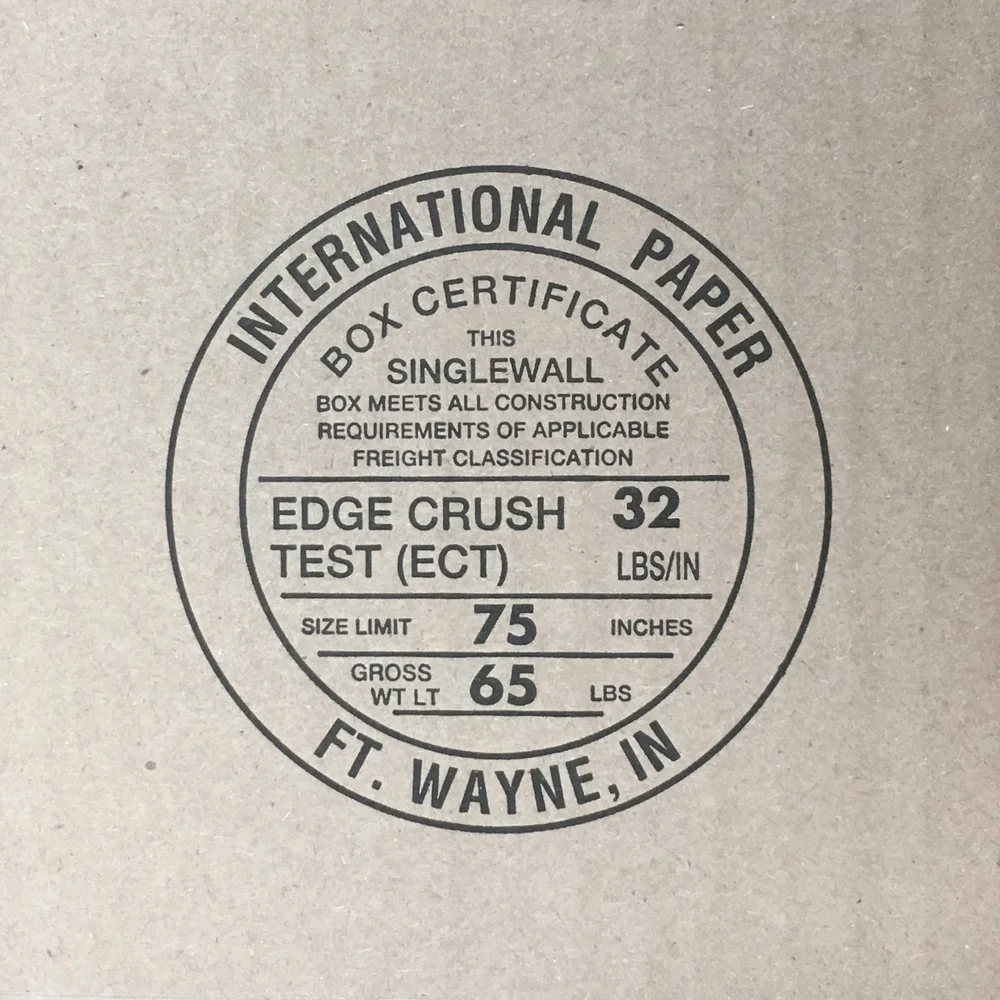 INTERNATIONAL PAPER
BOX CERTIFICATE
THIS
SINGLEWALL
BOX MEETS ALL CONSTRUCTION
REQUIREMENTS OF APPLICABLE
FREIGHT CLASSIFICATION
EDGE CRUSH 32
TEST (ECT) LBS/IN
SIZE LIMIT 75 INCHES
GROSS
WT LT 65 LBS
FT. WAYNE, IN